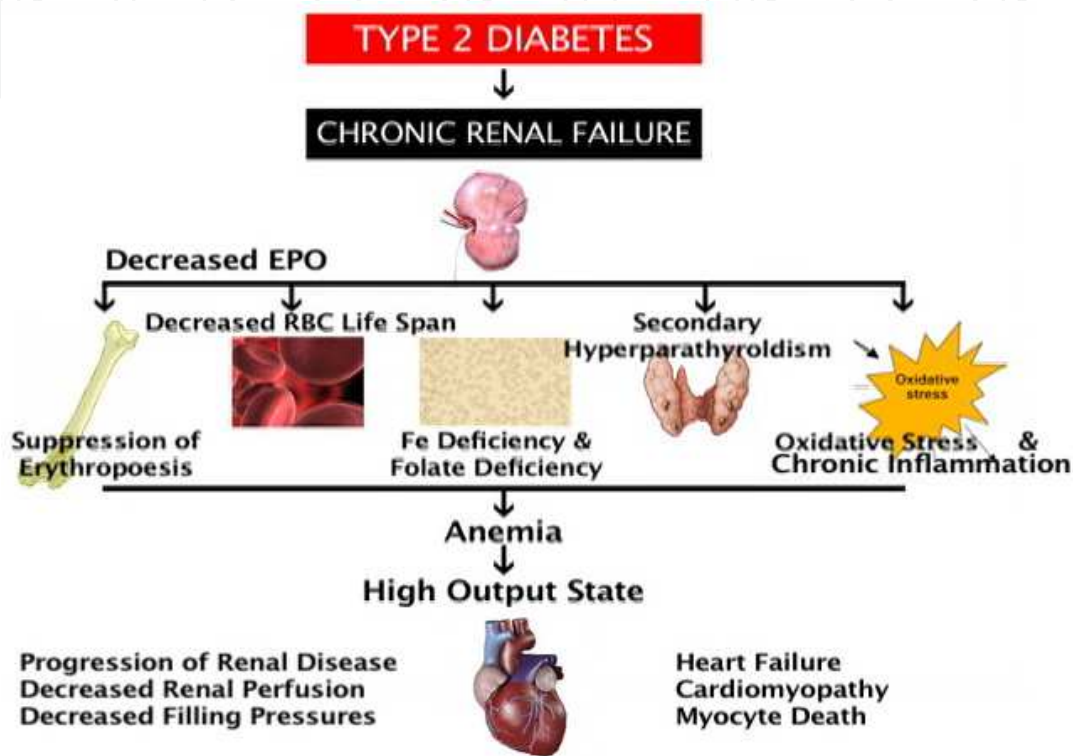 TYPE 2 DIABETES
CHRONIC RENAL FAILURE
Decreased EPO
Decreased RBC Life Span
Secondary
Hyperparathyroldism
Oxidative
stress
Suppression of
Erythropoesis
Fe Deficiency &
Folate Deficiency
Oxidative Stress &
Chronic Inflammation
Anemia
High Output State
Progression of Renal Disease
Decreased Renal Perfusion
Decreased Filling Pressures
Heart Failure
Cardiomyopathy
Myocyte Death